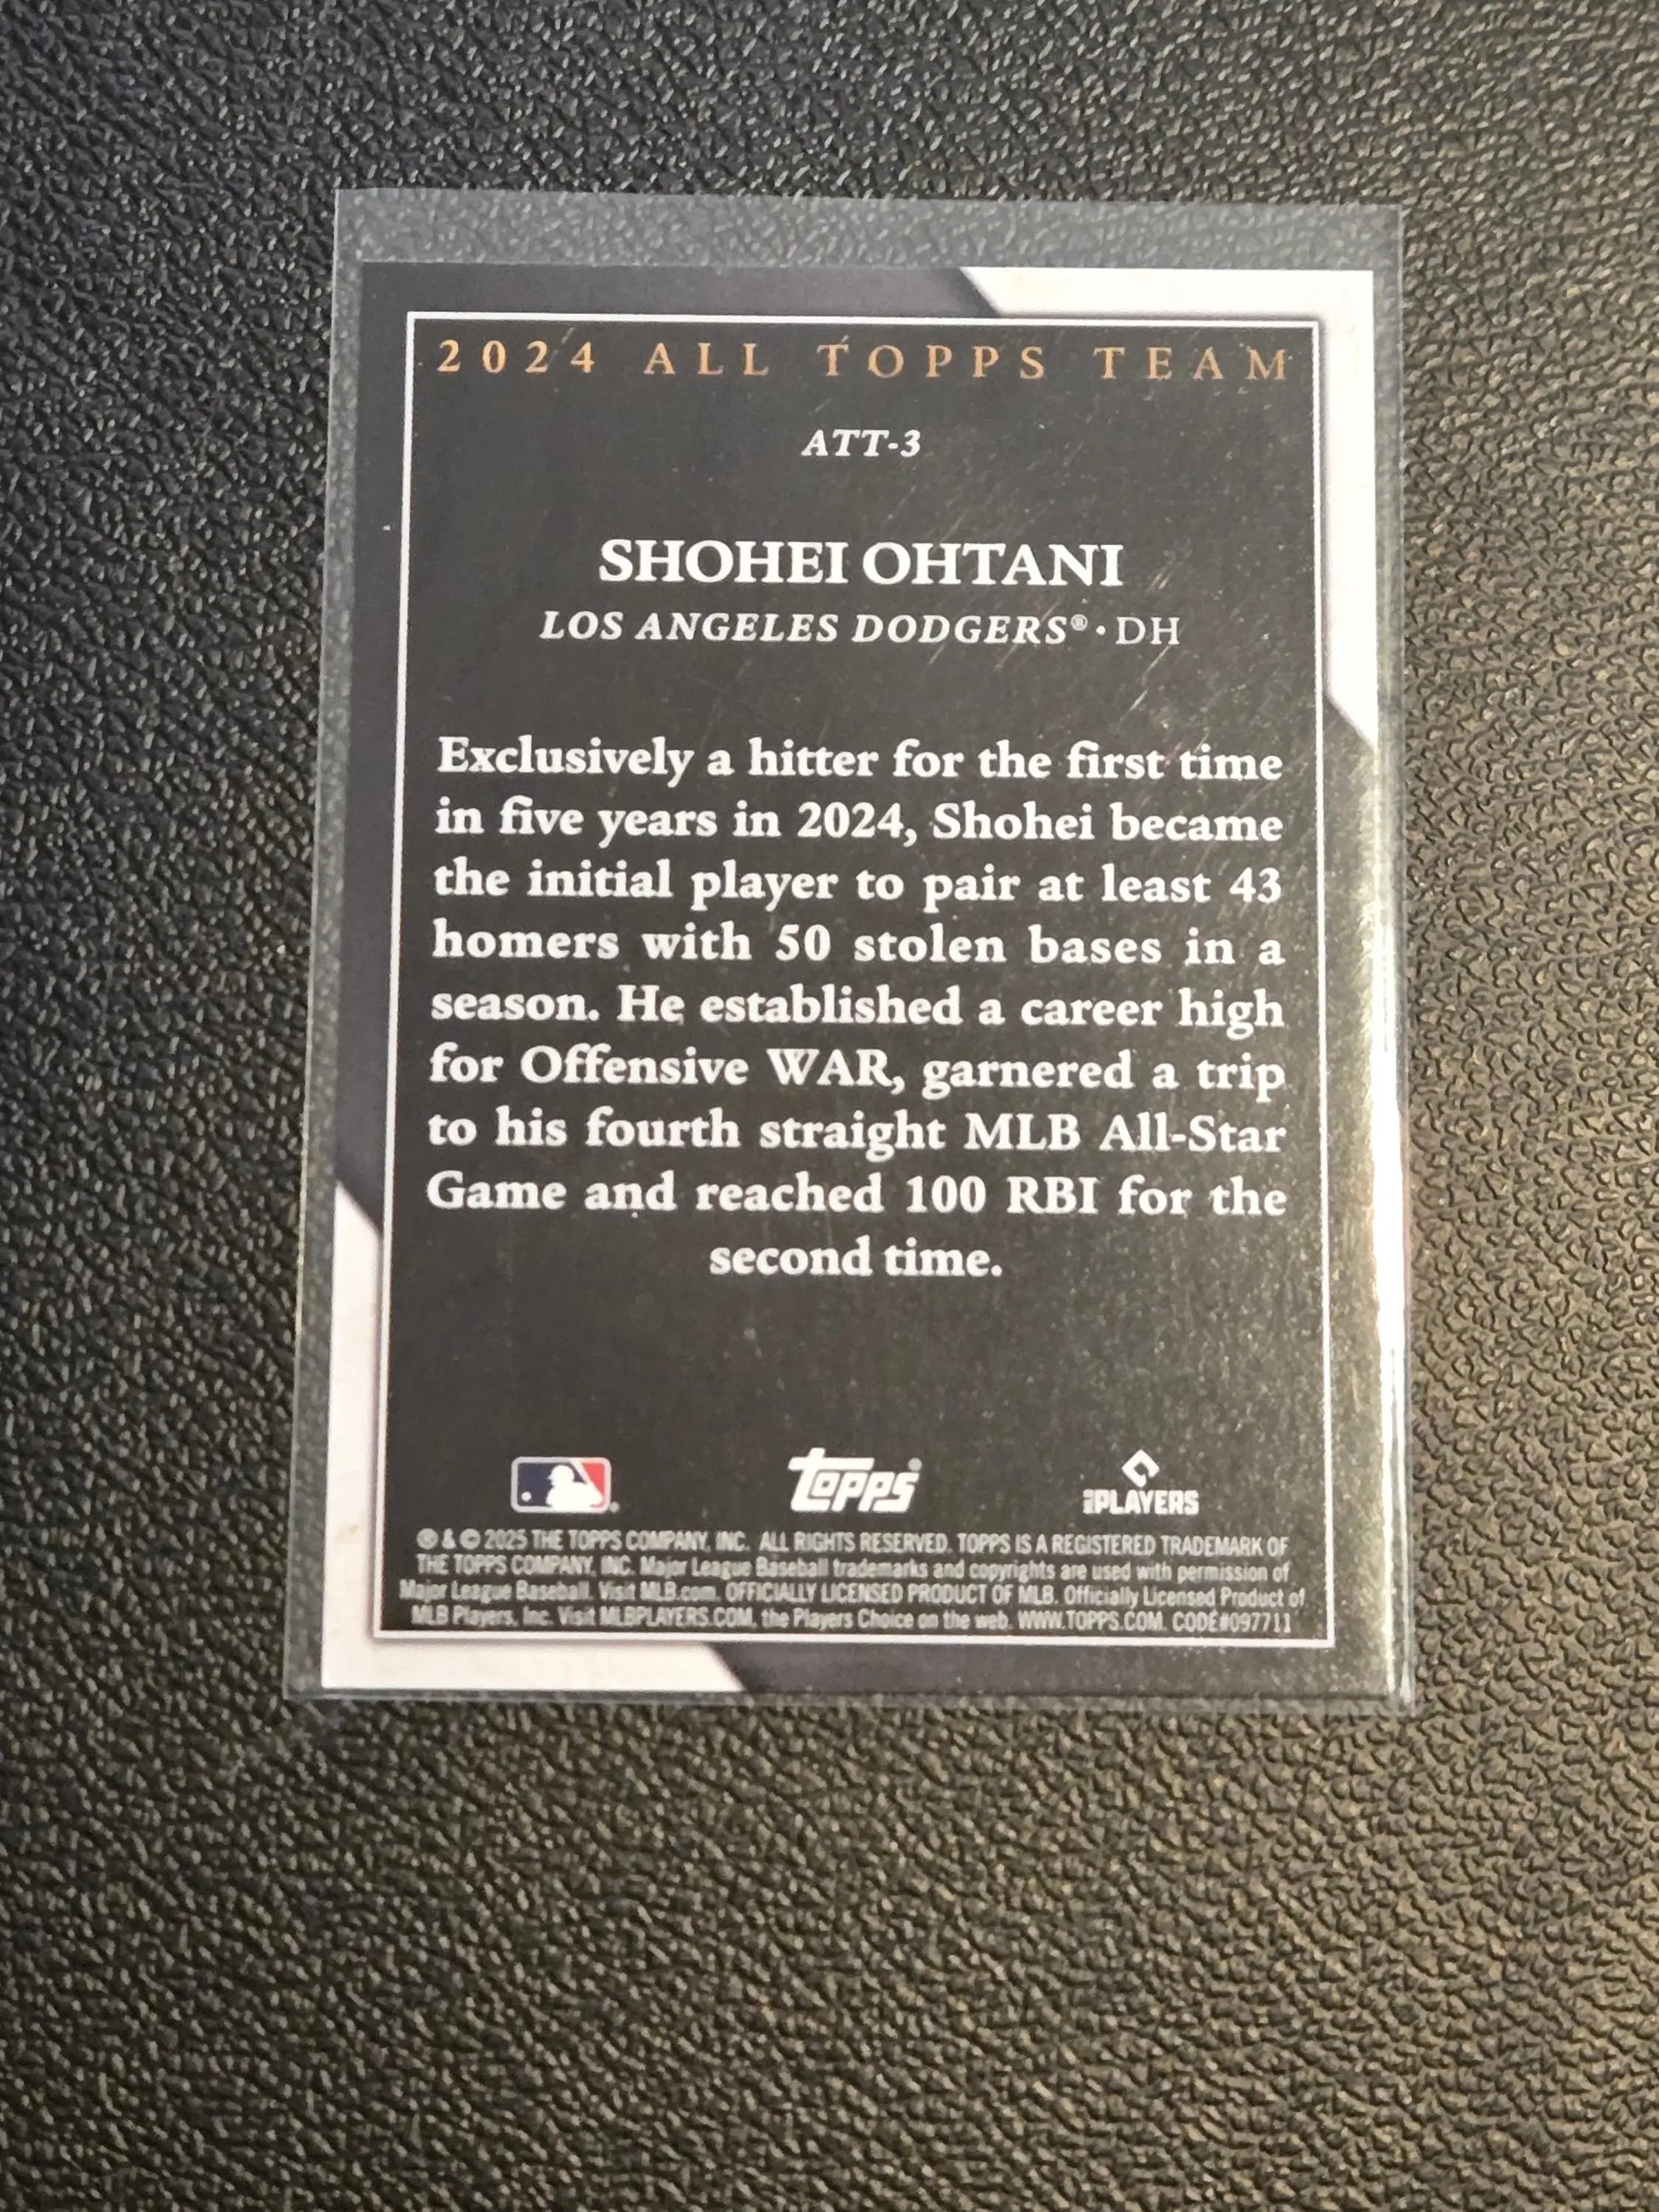 2024 ALL TOPPS TEAM
ATT-3
SHOHEI OHTANI
LOS ANGELES DODGERS® • DH
Exclusively a hitter for the first time
in five years in 2024, Shohei became
the initial player to pair at least 43
homers with 50 stolen bases in a
season. He established a career high
for Offensive WAR, garnered a trip
to his fourth straight MLB All-Star
Game and reached 100 RBI for the
second time.
Topps
PLAYERS
® & © 2025 THE TOPPS COMPANY, INC. ALL RIGHTS RESERVED. TOPPS IS A REGISTERED TRADEMARK OF
THE TOPPS COMPANY, INC. Major League Baseball trademarks and copyrights are used with permission of
Major League Baseball. Visit MLB.com. OFFICIALLY LICENSED PRODUCT OF MLB. Officially Licensed Product of
MLB Players, Inc. Visit MLBPLAYERS.COM, the Players Choice on the web. WWW.TOPPS.COM. CODE#097711